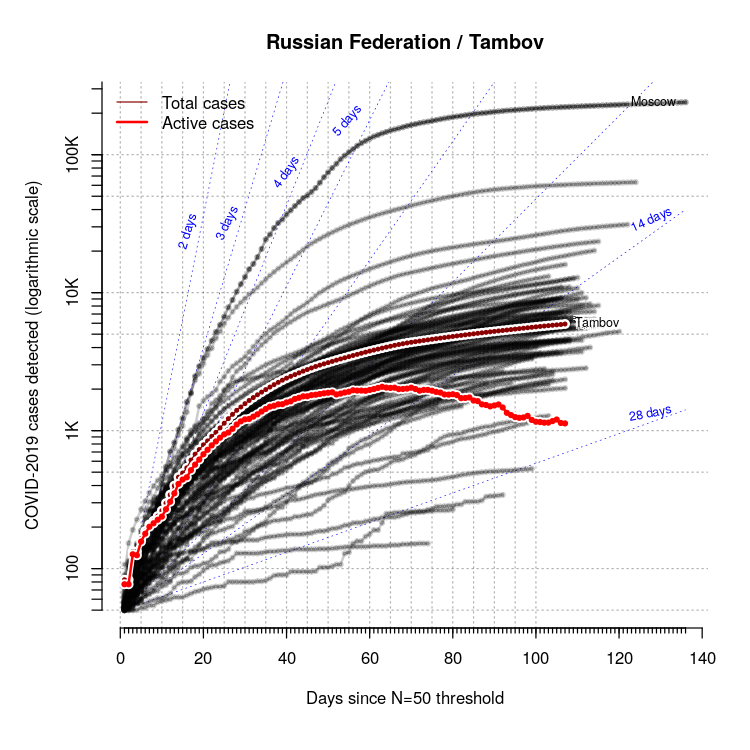 Russian Federation / Tambov
Total cases
Active cases
Moscow
Tambov
2 days
3 days
4 days
5 days
14 days
28 days
100K
10K
1K
100
COVID-2019 cases detected (logarithmic scale)
0 20 40 60 80 100 120 140
Days since N=50 threshold